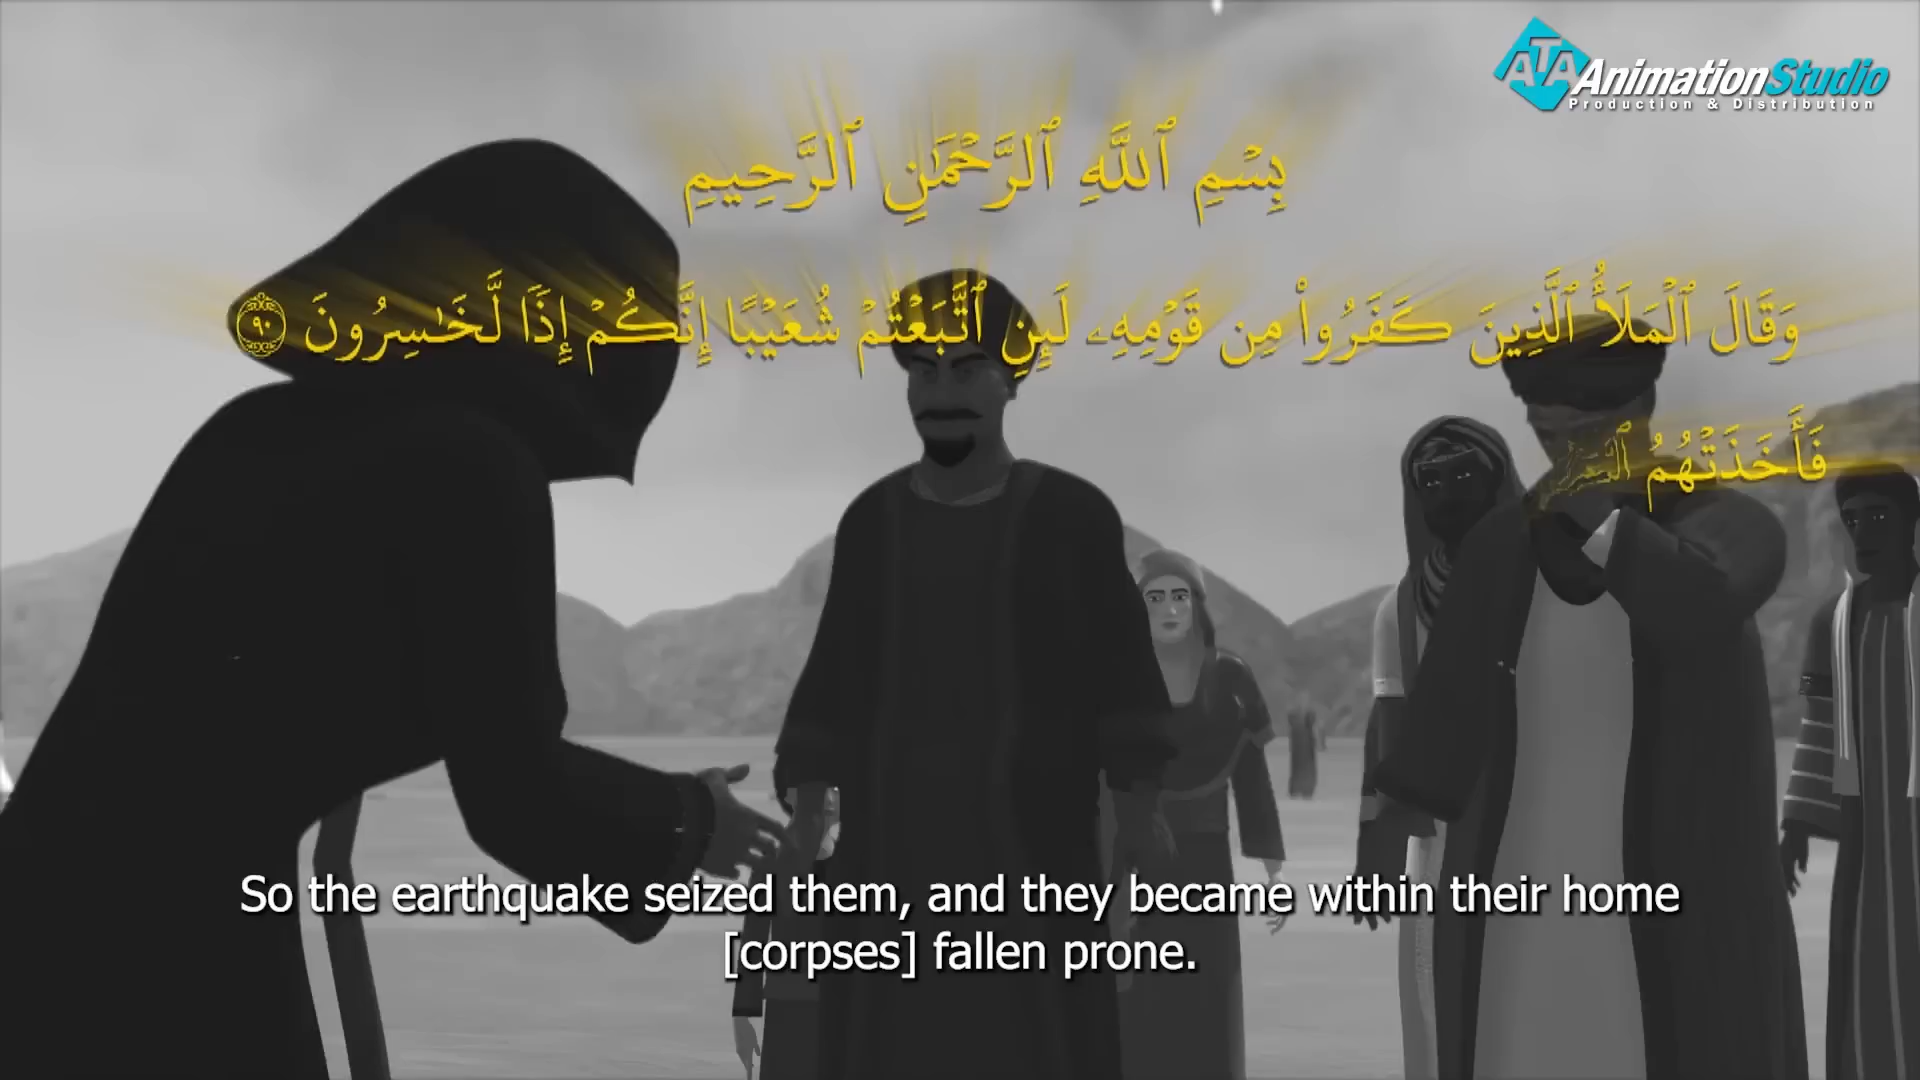 ATA AnimationStudio
Production & Distribution
بِسْمِ ٱللَّهِ ٱلرَّحْمَٰنِ ٱلرَّحِيمِ
وَقَالَ ٱلْمَلَأُ ٱلَّذِينَ كَفَرُوا۟ مِن قَوْمِهِۦ لَئِنِ ٱتَّبَعْتُمْ شُعَيْبًا إِنَّكُمْ إِذًا لَّخَٰسِرُونَ ٩٠
فَأَخَذَتْهُمُ
So the earthquake seized them, and they became within their home
[corpses] fallen prone.